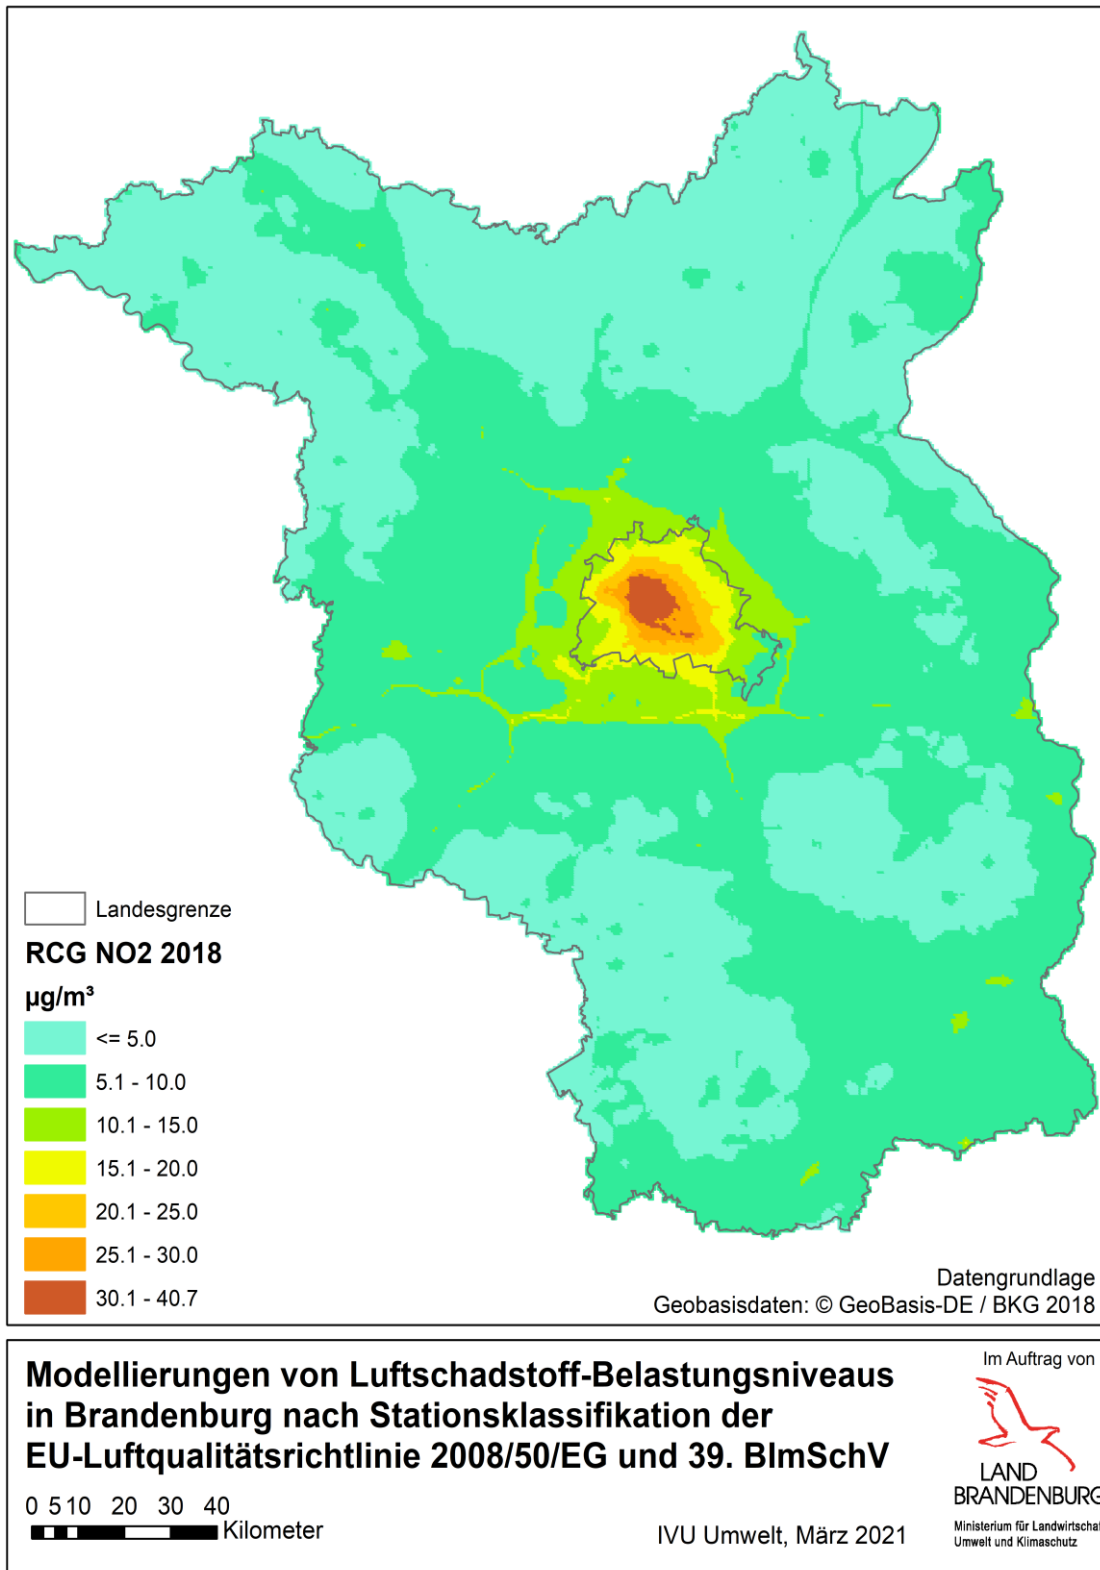 Landesgrenze
RCG NO2 2018
µg/m³
<= 5.0
5.1 - 10.0
10.1 - 15.0
15.1 - 20.0
20.1 - 25.0
25.1 - 30.0
30.1 - 40.7
Datengrundlage
Geobasisdaten: © GeoBasis-DE / BKG 2018
Modellierungen von Luftschadstoff-Belastungsniveaus
in Brandenburg nach Stationsklassifikation der
EU-Luftqualitätsrichtlinie 2008/50/EG und 39. BImSchV
0 5 10 20 30 40
Kilometer
IVU Umwelt, März 2021
Im Auftrag von
LAND
BRANDENBURG
Ministerium für Landwirtschaf
Umwelt und Klimaschutz